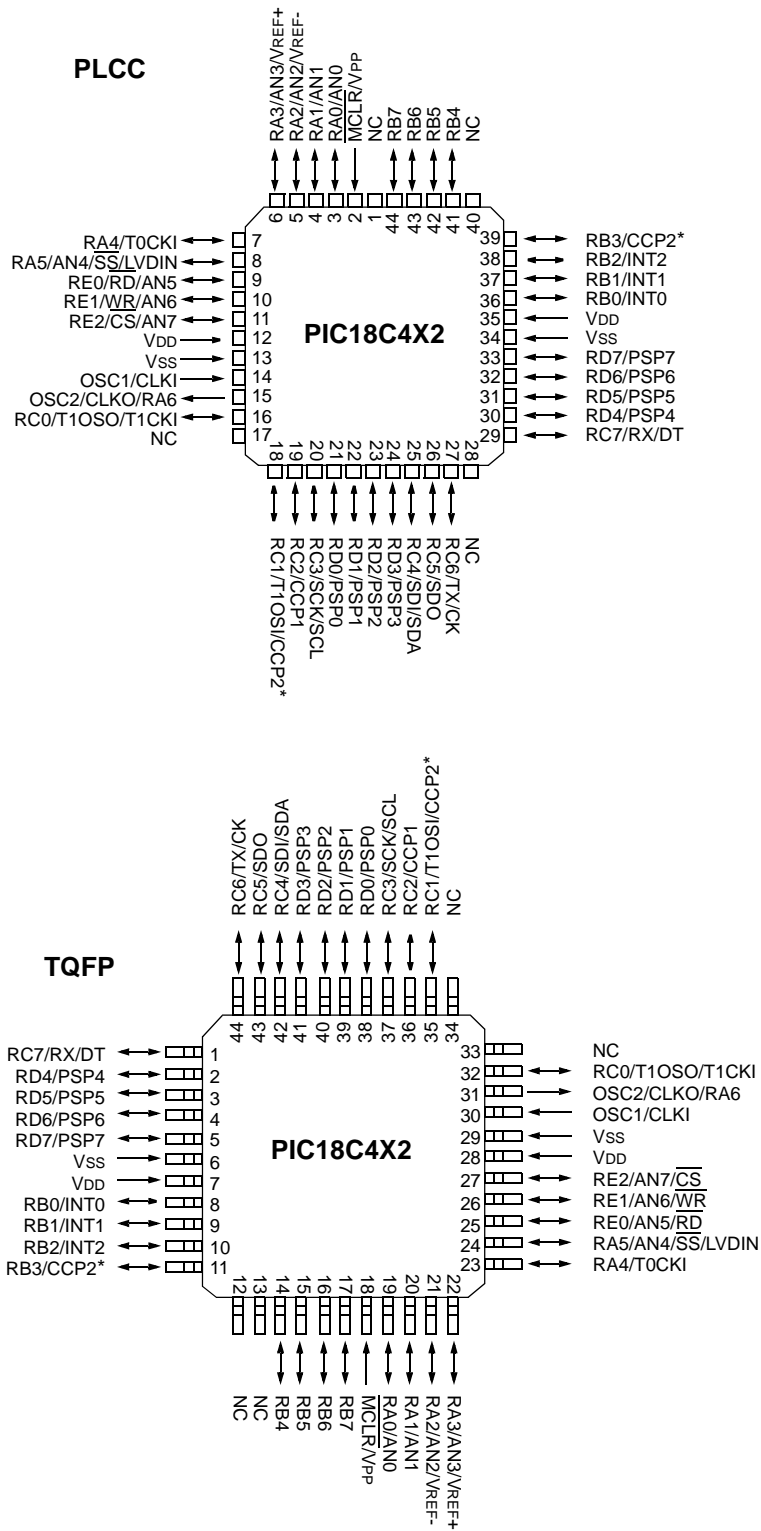 PLCC
RA3/AN3/VREF+
RA2/AN2/VREF-
RA1/AN1
RA0/AN0
MCLR/VPP
NC
RB7
RB6
RB5
RB4
NC
6
5
4
3
2
1
44
43
42
41
40
RA4/T0CKI
RA5/AN4/SS/LVDIN
RE0/RD/AN5
RE1/WR/AN6
RE2/CS/AN7
VDD
VSS
OSC1/CLKI
OSC2/CLKO/RA6
RC0/T1OSO/T1CKI
NC
7
8
9
10
11
12
13
14
15
16
17
PIC18C4X2
39
38
37
36
35
34
33
32
31
30
29
RB3/CCP2*
RB2/INT2
RB1/INT1
RB0/INT0
VDD
VSS
RD7/PSP7
RD6/PSP6
RD5/PSP5
RD4/PSP4
RC7/RX/DT
18
19
20
21
22
23
24
25
26
27
28
RC1/T1OSI/CCP2*
RC2/CCP1
RC3/SCK/SCL
RD0/PSP0
RD1/PSP1
RD2/PSP2
RD3/PSP3
RC4/SDI/SDA
RC5/SDO
RC6/TX/CK
NC
TQFP
RC6/TX/CK
RC5/SDO
RC4/SDI/SDA
RD3/PSP3
RD2/PSP2
RD1/PSP1
RD0/PSP0
RC3/SCK/SCL
RC2/CCP1
RC1/T1OSI/CCP2*
NC
44
43
42
41
40
39
38
37
36
35
34
RC7/RX/DT
RD4/PSP4
RD5/PSP5
RD6/PSP6
RD7/PSP7
VSS
VDD
RB0/INT0
RB1/INT1
RB2/INT2
RB3/CCP2*
1
2
3
4
5
6
7
8
9
10
11
PIC18C4X2
33
32
31
30
29
28
27
26
25
24
23
NC
RC0/T1OSO/T1CKI
OSC2/CLKO/RA6
OSC1/CLKI
VSS
VDD
RE2/AN7/CS
RE1/AN6/WR
RE0/AN5/RD
RA5/AN4/SS/LVDIN
RA4/T0CKI
12
13
14
15
16
17
18
19
20
21
22
NC
NC
RB4
RB5
RB6
RB7
MCLR/VPP
RA0/AN0
RA1/AN1
RA2/AN2/VREF-
RA3/AN3/VREF+